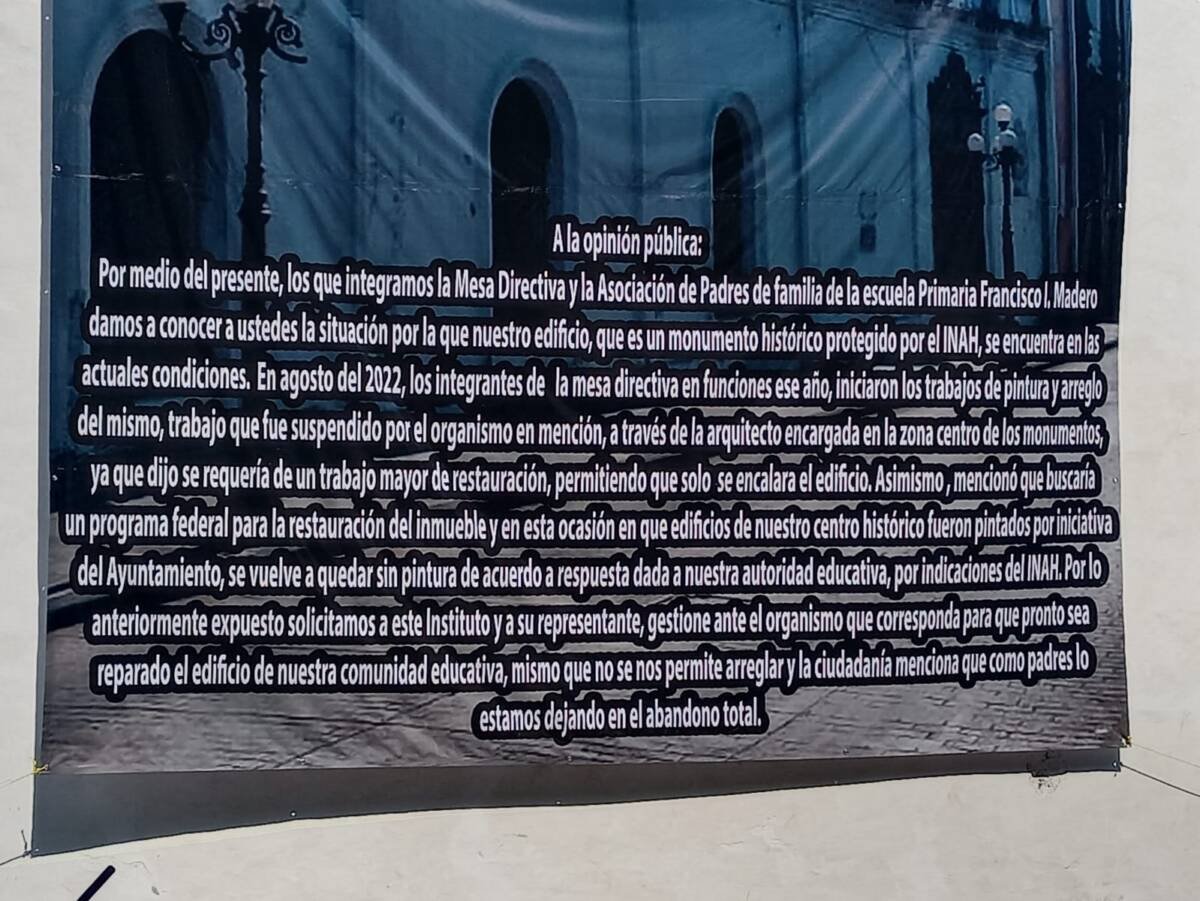 A la opinión pública:
Por medio del presente, los que integramos la Mesa Directiva y la Asociación de Padres de familia de la escuela Primaria Francisco I. Madero
damos a conocer a ustedes la situación por la que nuestro edificio, que es un monumento histórico protegido por el INAH, se encuentra en las
actuales condiciones. En agosto del 2022, los integrantes de la mesa directiva en funciones ese año, iniciaron los trabajos de pintura y arreglo
del mismo, trabajo que fue suspendido por el organismo en mención, a través de la arquitecto encargada en la zona centro de los monumentos,
ya que dijo se requería de un trabajo mayor de restauración, permitiendo que solo se encalara el edificio. Asimismo , mencionó que buscaría
un programa federal para la restauración del inmueble y en esta ocasión en que edificios de nuestro centro histórico fueron pintados por iniciativa
del Ayuntamiento, se vuelve a quedar sin pintura de acuerdo a respuesta dada a nuestra autoridad educativa, por indicaciones del INAH. Por lo
anteriormente expuesto solicitamos a este Instituto y a su representante, gestione ante el organismo que corresponda para que pronto sea
reparado el edificio de nuestra comunidad educativa, mismo que no se nos permite arreglar y la ciudadanía menciona que como padres lo
estamos dejando en el abandono total.